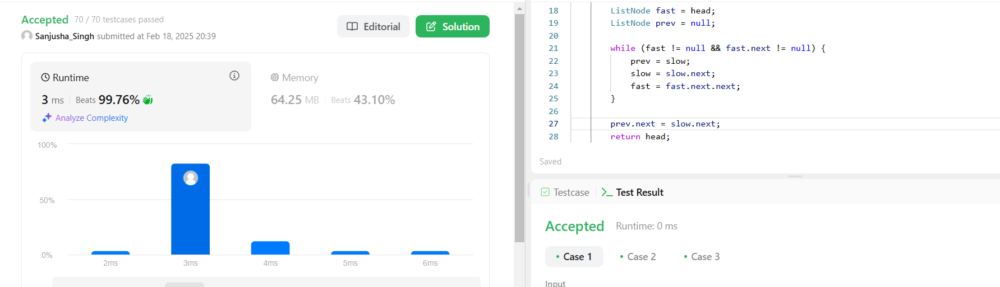 Accepted 70 / 70 testcases passed
Sanjusha_Singh submitted at Feb 18, 2025 20:39
Editorial
Solution
Runtime
3 ms Beats 99.76%
Analyze Complexity
Memory
64.25 MB Beats 43.10%
100%
50%
0%
2ms 3ms 4ms 5ms 6ms
18 ListNode fast = head;
19 ListNode prev = null;
20
21 while (fast != null && fast.next != null) {
22 prev = slow;
23 slow = slow.next;
24 fast = fast.next.next;
25 }
26
27 prev.next = slow.next;
28 return head;
Saved
Testcase Test Result
Accepted Runtime: 0 ms
Case 1 Case 2 Case 3
Input